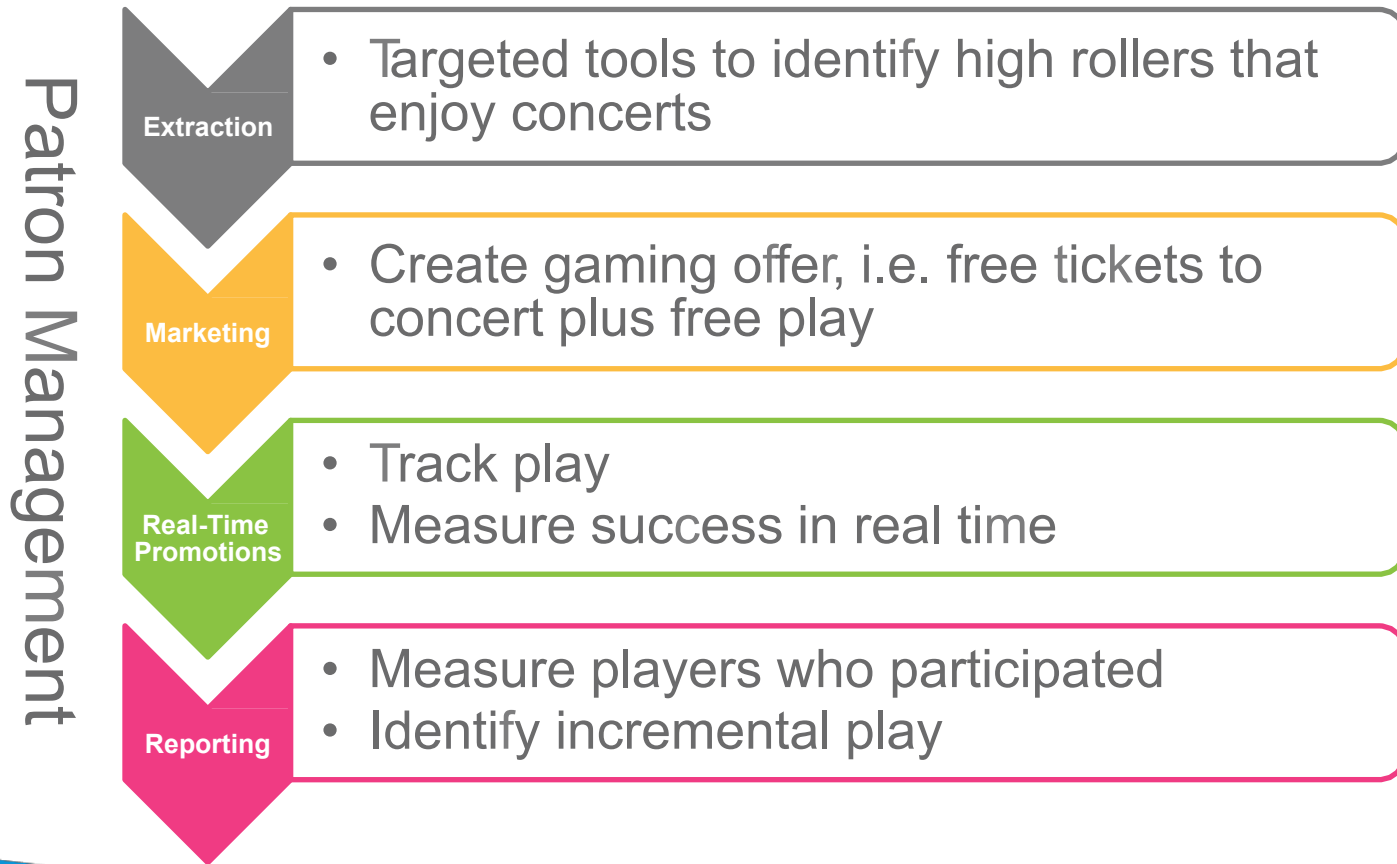 Patron Management
Extraction
• Targeted tools to identify high rollers that
enjoy concerts
Marketing
• Create gaming offer, i.e. free tickets to
concert plus free play
Real-Time
Promotions
• Track play
• Measure success in real time
Reporting
• Measure players who participated
• Identify incremental play